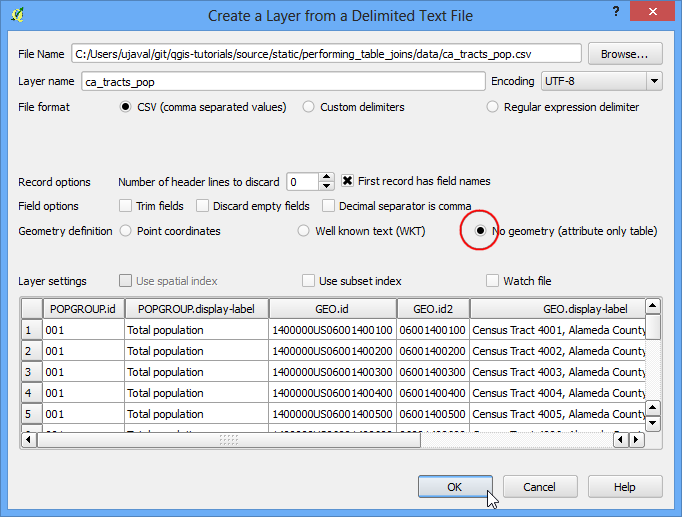 Create a Layer from a Delimited Text File
File Name C:/Users/ujaval/git/qgis-tutorials/source/static/performing_table_joins/data/ca_tracts_pop.csv Browse...
Layer name ca_tracts_pop Encoding UTF-8
File format CSV (comma separated values) Custom delimiters Regular expression delimiter
Record options Number of header lines to discard 0 First record has field names
Field options Trim fields Discard empty fields Decimal separator is comma
Geometry definition Point coordinates Well known text (WKT) No geometry (attribute only table)
Layer settings Use spatial index Use subset index Watch file
POPGROUP.id POPGROUP.display-label GEO.id GEO.id2 GEO.display-label
1 001 Total population 1400000US06001400100 06001400100 Census Tract 4001, Alameda County
2 001 Total population 1400000US06001400200 06001400200 Census Tract 4002, Alameda County
3 001 Total population 1400000US06001400300 06001400300 Census Tract 4003, Alameda County
4 001 Total population 1400000US06001400400 06001400400 Census Tract 4004, Alameda County
5 001 Total population 1400000US06001400500 06001400500 Census Tract 4005, Alameda County
OK Cancel Help